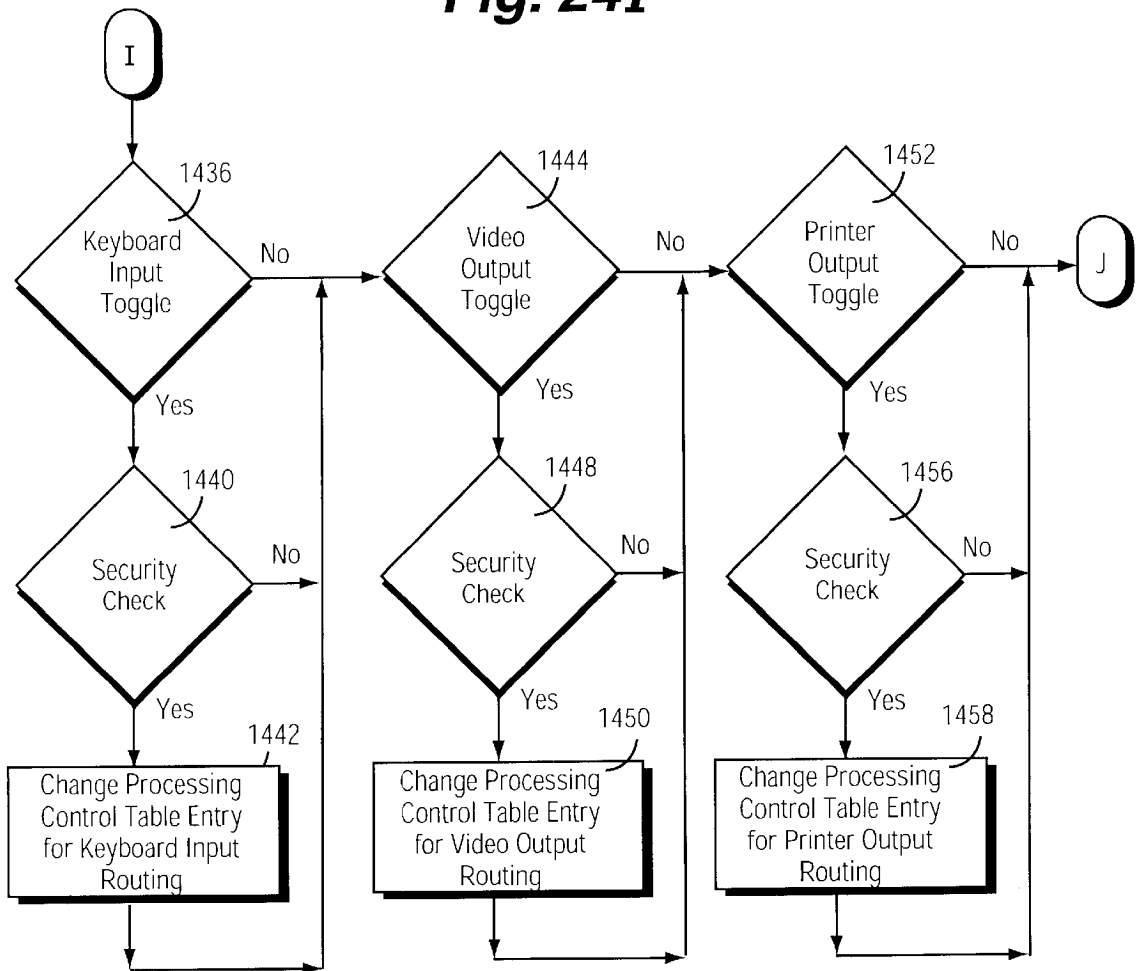 Fig. 24I
I
1436
Keyboard
Input
Toggle
No
Yes
1440
Security
Check
No
Yes
1442
Change Processing
Control Table Entry
for Keyboard Input
Routing
1444
Video
Output
Toggle
No
Yes
1448
Security
Check
No
Yes
1450
Change Processing
Control Table Entry
for Video Output
Routing
1452
Printer
Output
Toggle
No
Yes
1456
Security
Check
No
Yes
1458
Change Processing
Control Table Entry
for Printer Output
Routing
J